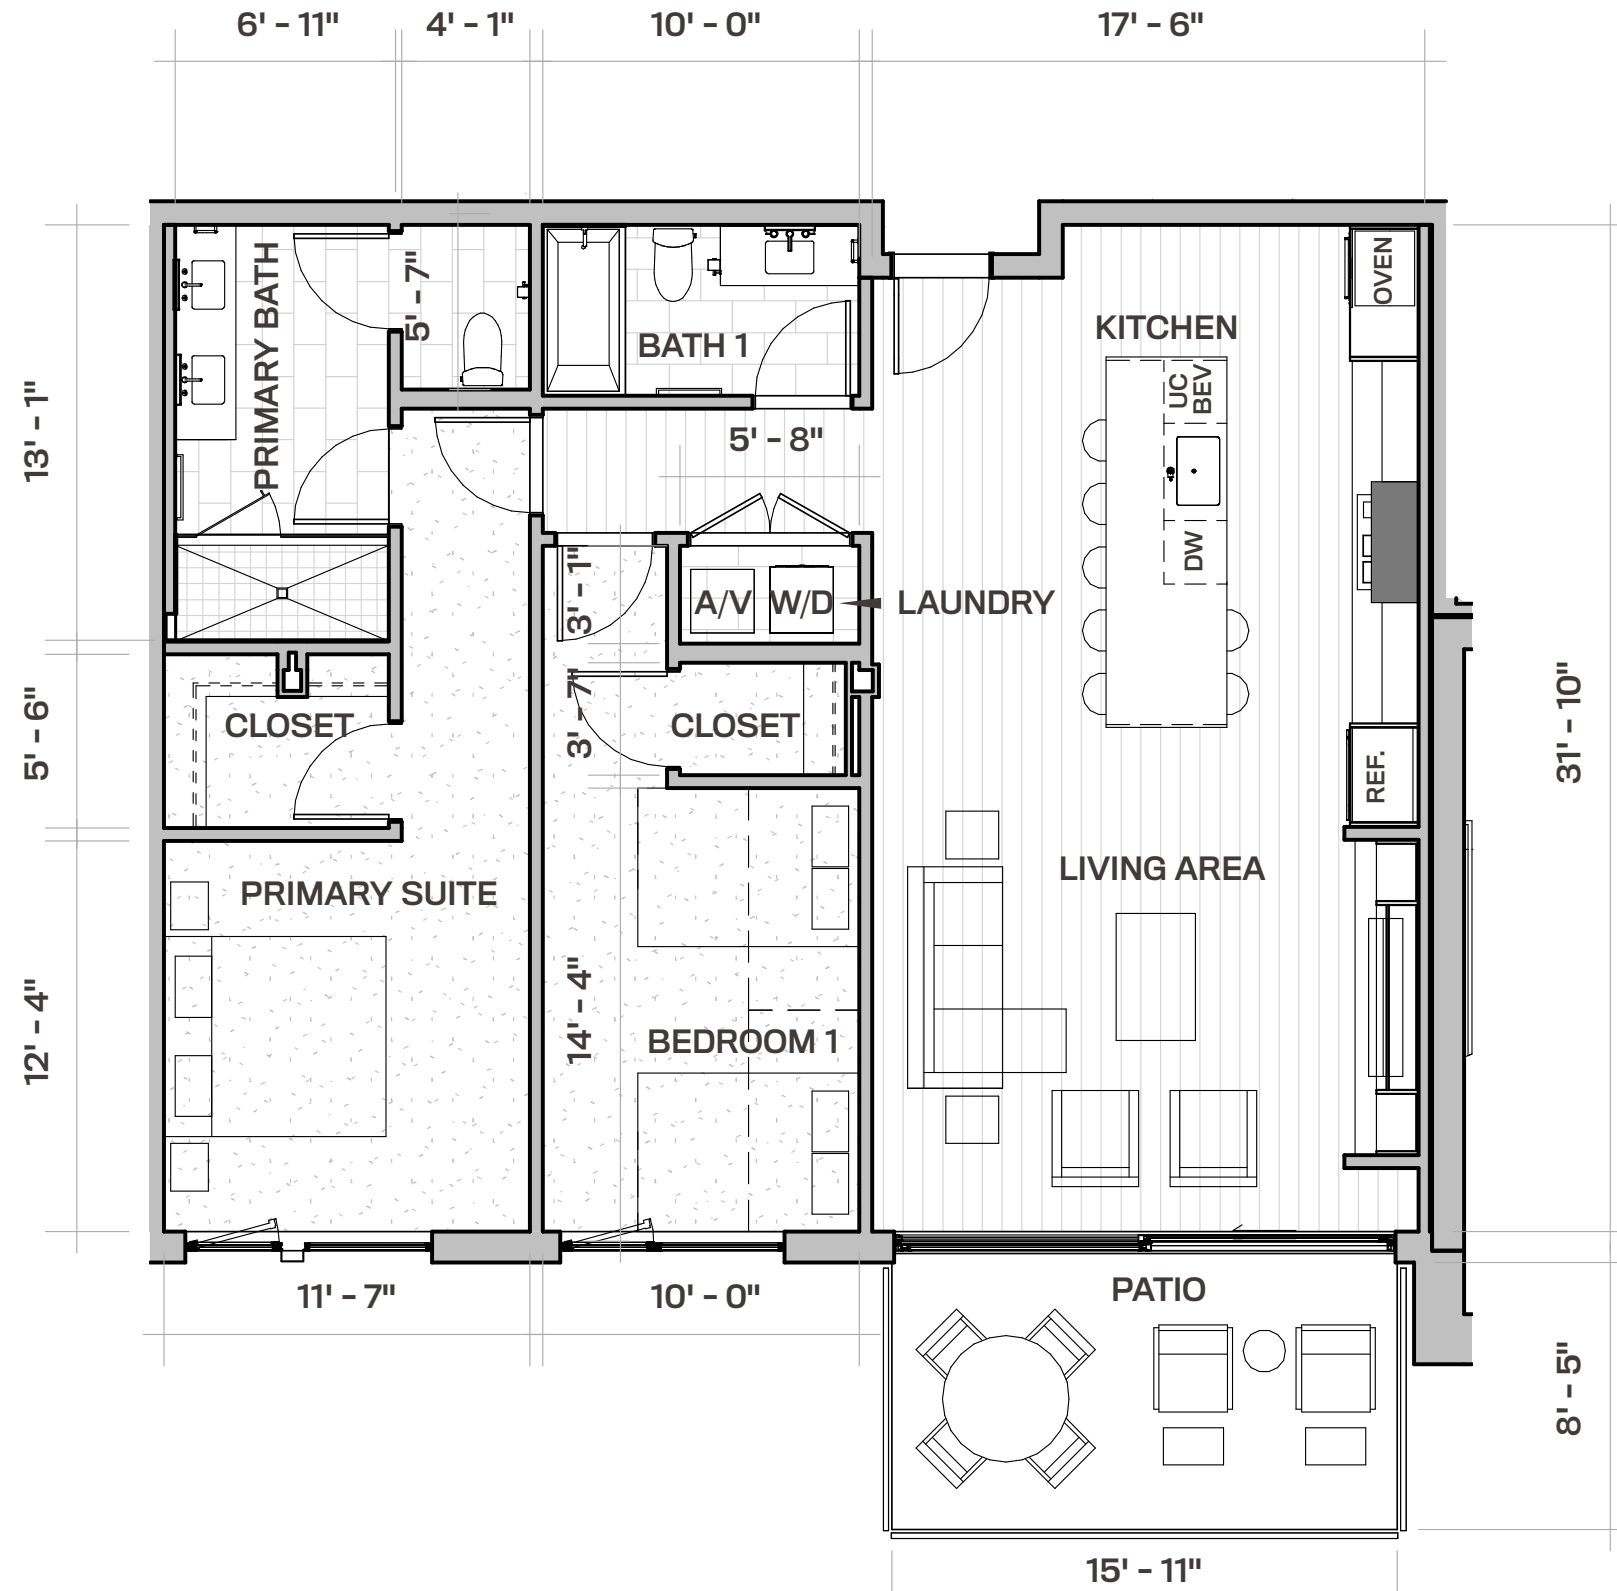 6' - 11"
4' - 1"
10' - 0"
17' - 6"
PRIMARY BATH
5' - 7"
BATH 1
KITCHEN
OVEN
UC
BEV
13' - 1"
5' - 8"
DW
3' - 1"
A/V
W/D
LAUNDRY
5' - 6"
CLOSET
3' - 7"
CLOSET
REF.
31' - 10"
PRIMARY SUITE
LIVING AREA
12' - 4"
14' - 4"
BEDROOM 1
11' - 7"
10' - 0"
PATIO
8' - 5"
15' - 11"